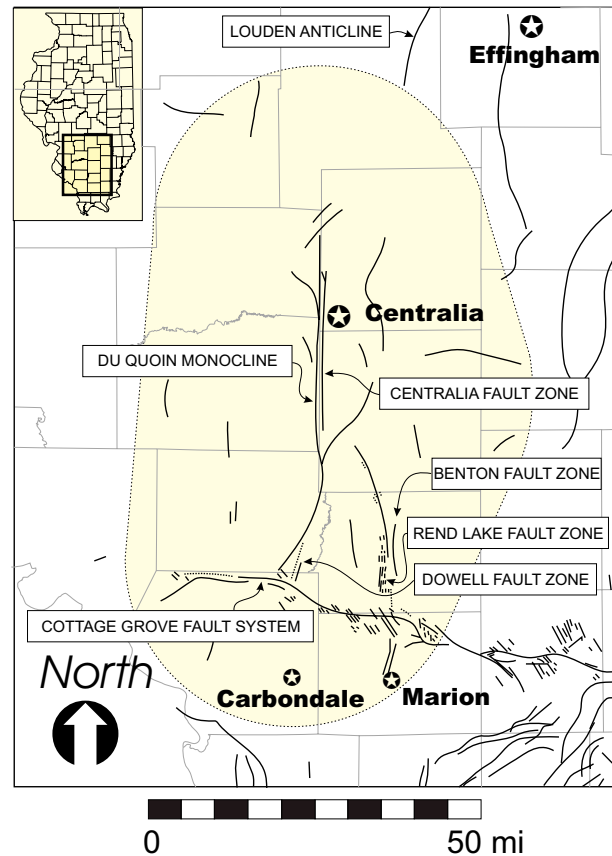 LOUDEN ANTICLINE
Effingham
Centralia
DU QUOIN MONOCLINE
CENTRALIA FAULT ZONE
BENTON FAULT ZONE
REND LAKE FAULT ZONE
DOWELL FAULT ZONE
COTTAGE GROVE FAULT SYSTEM
North
Carbondale
Marion
0 50 mi